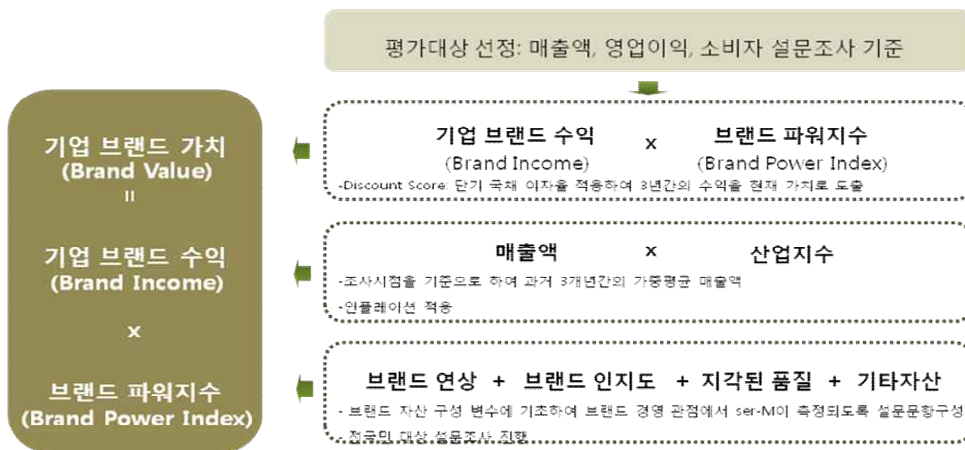 평가대상 선정: 매출액, 영업이익, 소비자 설문조사 기준
기업 브랜드 가치
(Brand Value)
=
기업 브랜드 수익
(Brand Income)
x
브랜드 파워지수
(Brand Power Index)
기업 브랜드 수익 x 브랜드 파워지수
(Brand Income) (Brand Power Index)
-Discount Score: 단기 국채 이자율 적용하여 3년간의 수익을 현재 가치로 도출
매출액 x 산업지수
-조사시점을 기준으로 하여 과거 3개년간의 가중평균 매출액
-인플레이션 적용
브랜드 연상 + 브랜드 인지도 + 지각된 품질 + 기타자산
- 브랜드 자산 구성 변수에 기초하여 브랜드 경영 관점에서 ser-M이 측정되도록 설문문항구성
- 전국민 대상 설문조사 진행